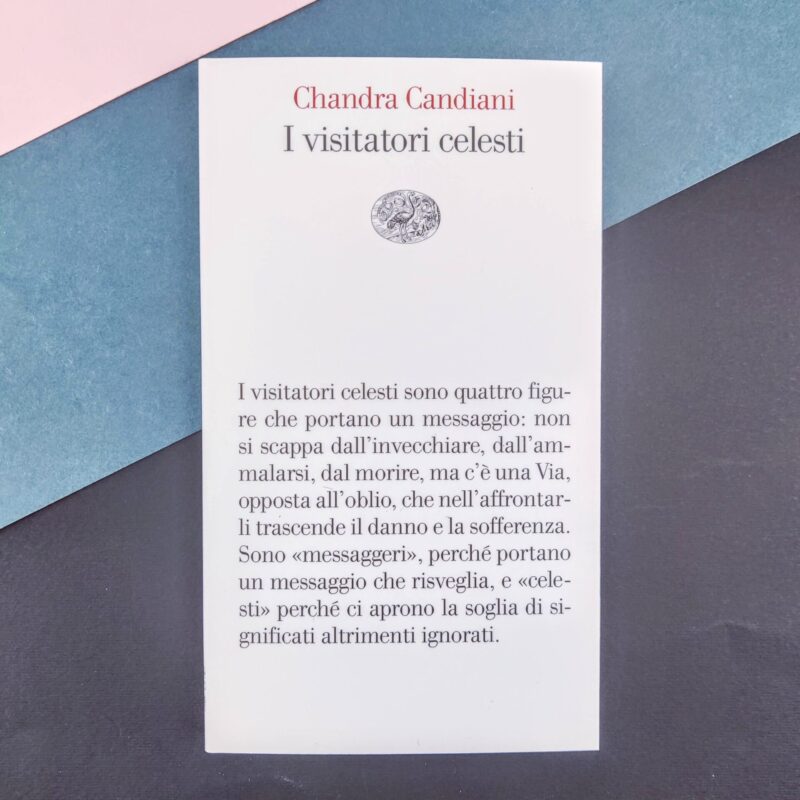 Chandra Candiani
I visitatori celesti
I visitatori celesti sono quattro figu-
re che portano un messaggio: non
si scappa dall'invecchiare, dall'am-
malarsi, dal morire, ma c'è una Via,
opposta all'oblio, che nell'affrontar-
li trascende il danno e la sofferenza.
Sono «messaggeri», perché portano
un messaggio che risveglia, e «cele-
sti» perché ci aprono la soglia di si-
gnificati altrimenti ignorati.